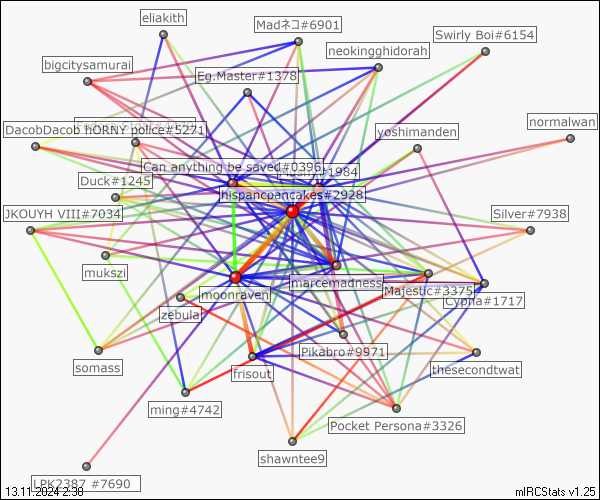 eliakith
Madネコ#6901
Swirly Boi#6154
neokingghidorah
bigcitysamurai
Eg.Master#1378
normalwan
DacobDacob hORNY police#5271
yoshimanden
Can anything be saved#0396
#1984
Duck#1245
hispancpancakes#2928
JKOUYH VIII#7034
Silver#7938
mukszi
marcemadness
moonraven
Majestic#3375
Cypha#1717
zebula
Pikabro#9971
somass
frisout
thesecondtwat
ming#4742
Pocket Persona#3326
shawntee9
LPK2387 #7690
13.11.2024 2:38
mIRCStats v1.25